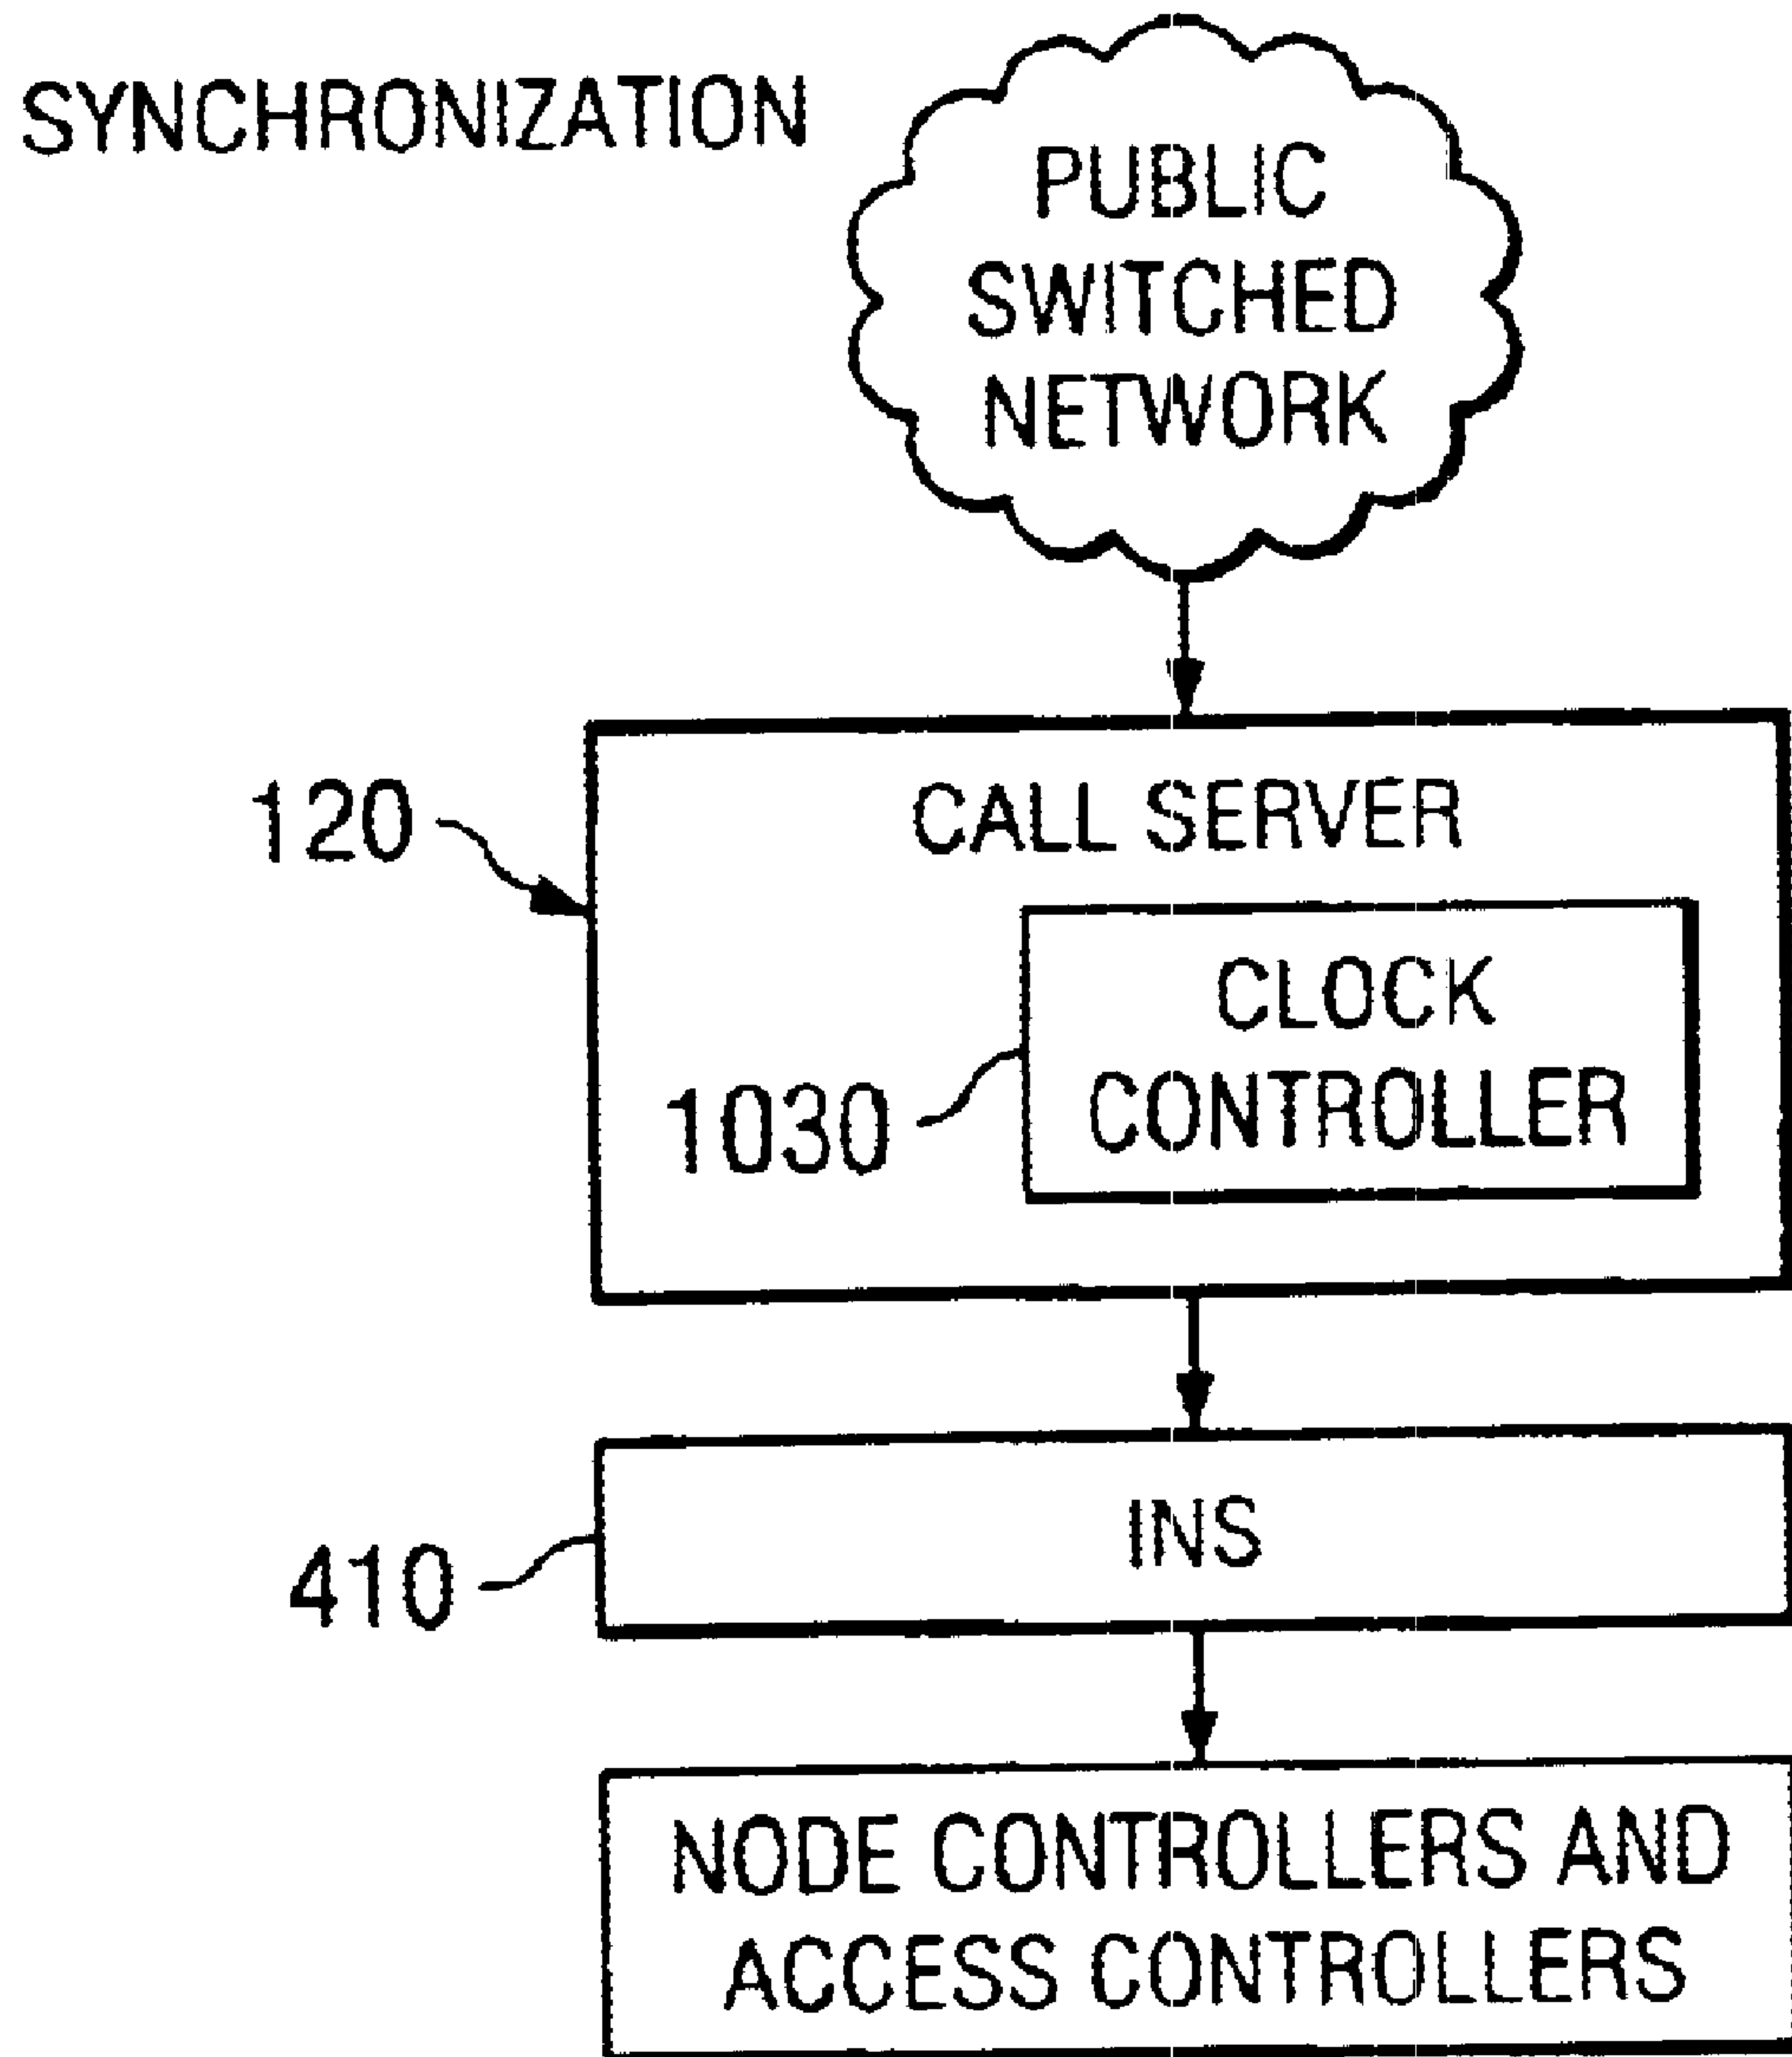 SYNCHRONIZATION
PUBLIC
SWITCHED
NETWORK
120
CALL SERVER
CLOCK
CONTROLLER
1030
INS
410
NODE CONTROLLERS AND
ACCESS CONTROLLERS